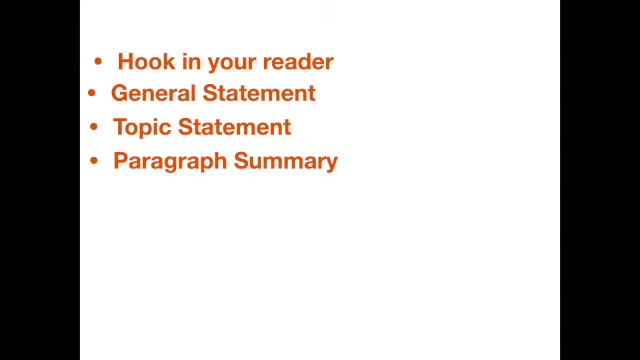 • Hook in your reader
• General Statement
• Topic Statement
• Paragraph Summary